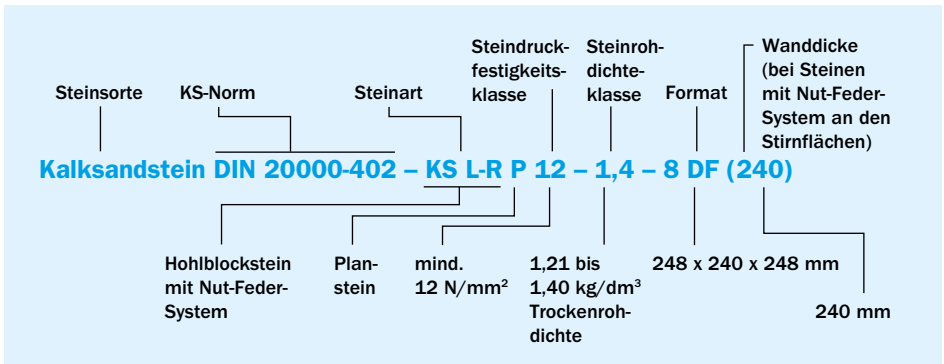 Steinsorte
KS-Norm
Steinart
Steindruck-
festigkeits-
klasse
Steinroh-
dichte-
klasse
Format
Wanddicke
(bei Steinen
mit Nut-Feder-
System an den
Stirnflächen)
Kalksandstein DIN 20000-402 – KS L-R P 12 – 1,4 – 8 DF (240)
Hohlblockstein
mit Nut-Feder-
System
Plan-
stein
mind.
12 N/mm²
1,21 bis
1,40 kg/dm³
Trockenroh-
dichte
248 x 240 x 248 mm
240 mm